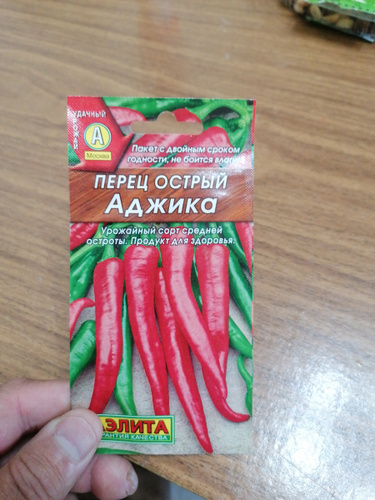 УДАЧНЫЙ
УРОЖАЙ
А
Москва
Пакет с двойным сроком
годности, не боится влаги
ПЕРЕЦ ОСТРЫЙ
Аджика
Урожайный сорт средней
остроты. Продукт для здоровья.
АЭЛИТА
ГАРАНТИЯ КАЧЕСТВА